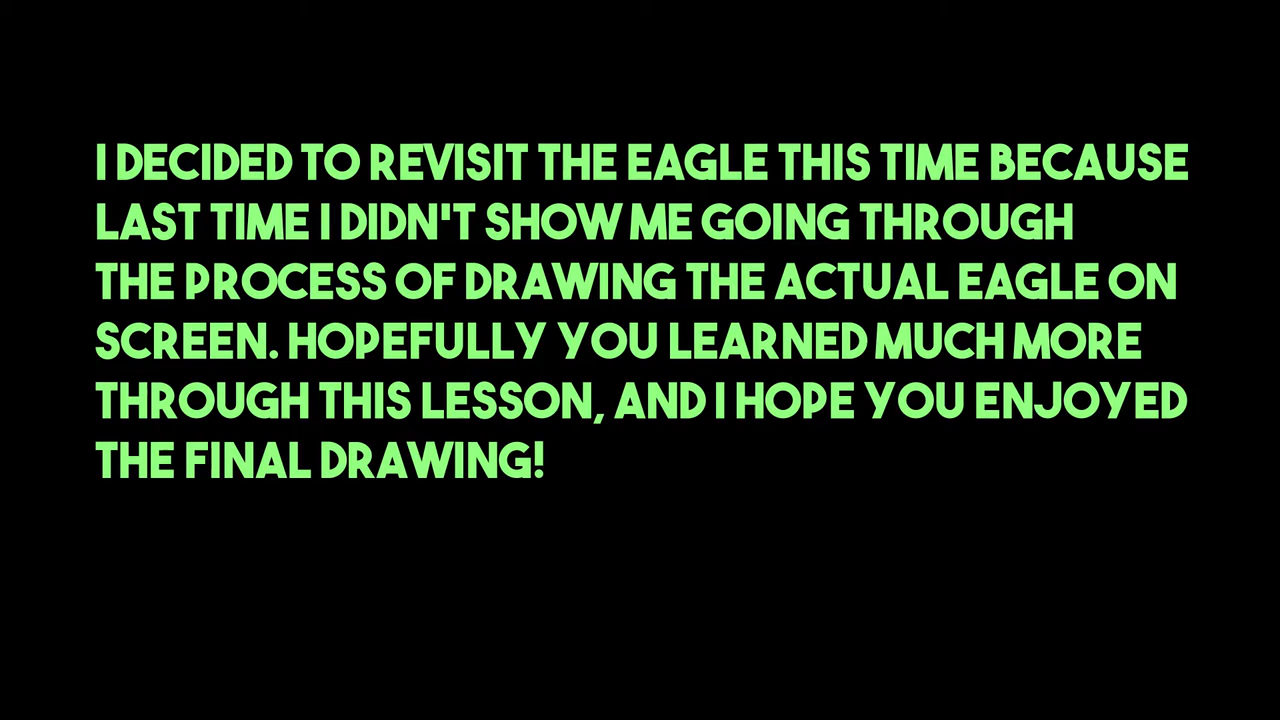 I DECIDED TO REVISIT THE EAGLE THIS TIME BECAUSE
LAST TIME I DIDN'T SHOW ME GOING THROUGH
THE PROCESS OF DRAWING THE ACTUAL EAGLE ON
SCREEN. HOPEFULLY YOU LEARNED MUCH MORE
THROUGH THIS LESSON, AND I HOPE YOU ENJOYED
THE FINAL DRAWING!